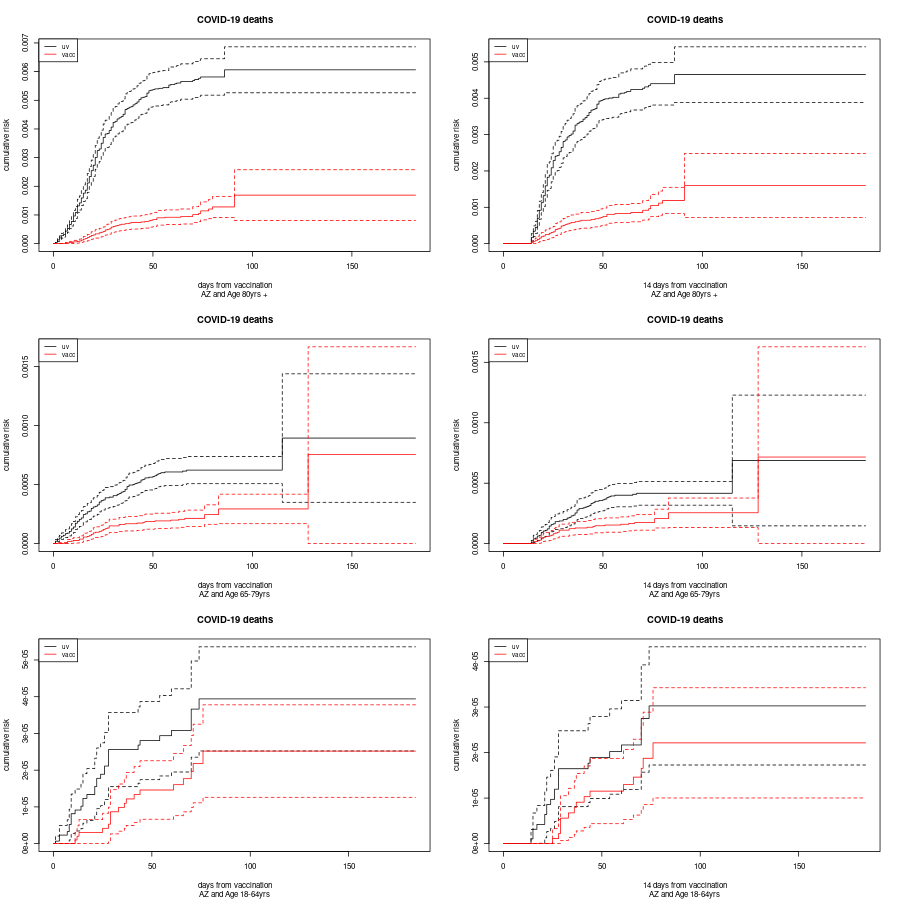 COVID-19 deaths
uv
vacc
cumulative risk
0.000 0.001 0.002 0.003 0.004 0.005 0.006 0.007
0 50 100 150
days from vaccination
AZ and Age 80yrs +
COVID-19 deaths
uv
vacc
cumulative risk
0.000 0.001 0.002 0.003 0.004 0.005
0 50 100 150
14 days from vaccination
AZ and Age 80yrs +
COVID-19 deaths
uv
vacc
cumulative risk
0.0000 0.0005 0.0010 0.0015
0 50 100 150
days from vaccination
AZ and Age 65-79yrs
COVID-19 deaths
uv
vacc
cumulative risk
0.0000 0.0005 0.0010 0.0015
0 50 100 150
14 days from vaccination
AZ and Age 65-79yrs
COVID-19 deaths
uv
vacc
cumulative risk
0e+00 1e-05 2e-05 3e-05 4e-05 5e-05
0 50 100 150
days from vaccination
AZ and Age 18-64yrs
COVID-19 deaths
uv
vacc
cumulative risk
0e+00 1e-05 2e-05 3e-05 4e-05
0 50 100 150
14 days from vaccination
AZ and Age 18-64yrs